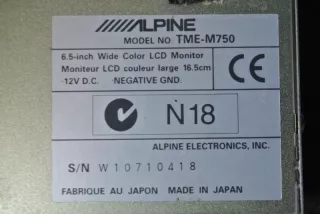 ALPINE
MODEL NO TME-M750
6.5-inch Wide Color LCD Monitor
Moniteur LCD couleur large 16.5cm
-12V D.C. NEGATIVE GND.
CE
N18
ALPINE ELECTRONICS, INC.
S/N W10710418
FABRIQUE AU JAPON MADE IN JAPAN